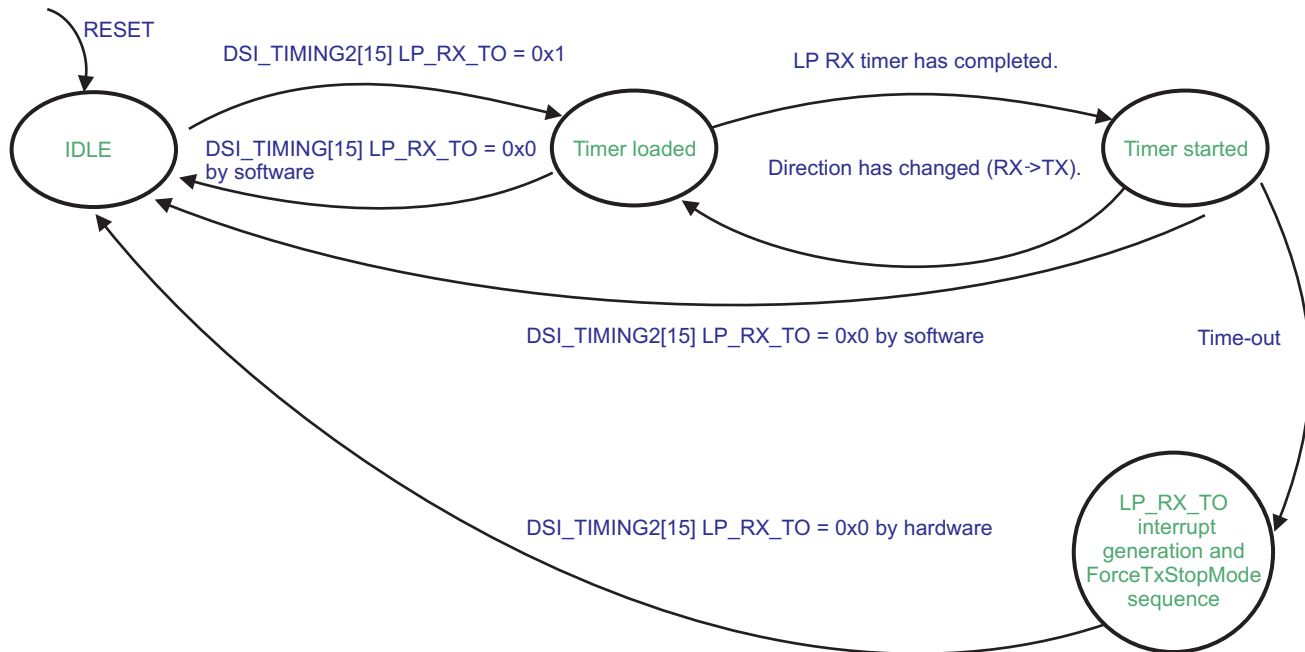 RESET
DSI_TIMING2[15] LP_RX_TO = 0x1
LP RX timer has completed.
IDLE
DSI_TIMING[15] LP_RX_TO = 0x0
by software
Timer loaded
Direction has changed (RX->TX).
Timer started
DSI_TIMING2[15] LP_RX_TO = 0x0 by software
Time-out
DSI_TIMING2[15] LP_RX_TO = 0x0 by hardware
LP_RX_TO
interrupt
generation and
ForceTxStopMode
sequence